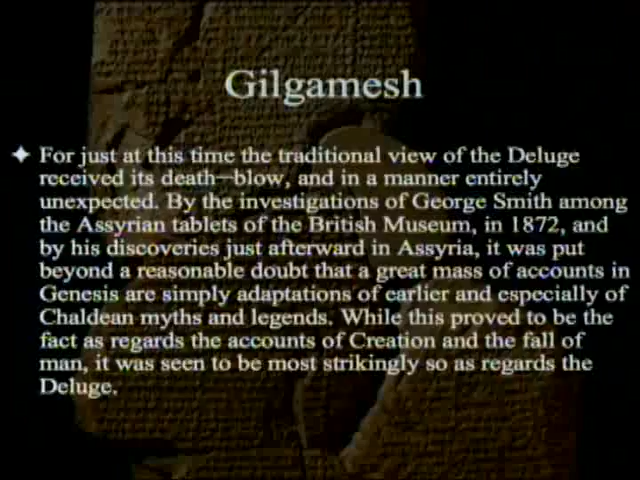 Gilgamesh
For just at this time the traditional view of the Deluge
received its death—blow, and in a manner entirely
unexpected. By the investigations of George Smith among
the Assyrian tablets of the British Museum, in 1872, and
by his discoveries just afterward in Assyria, it was put
beyond a reasonable doubt that a great mass of accounts in
Genesis are simply adaptations of earlier and especially of
Chaldean myths and legends. While this proved to be the
fact as regards the accounts of Creation and the fall of
man, it was seen to be most strikingly so as regards the
Deluge.